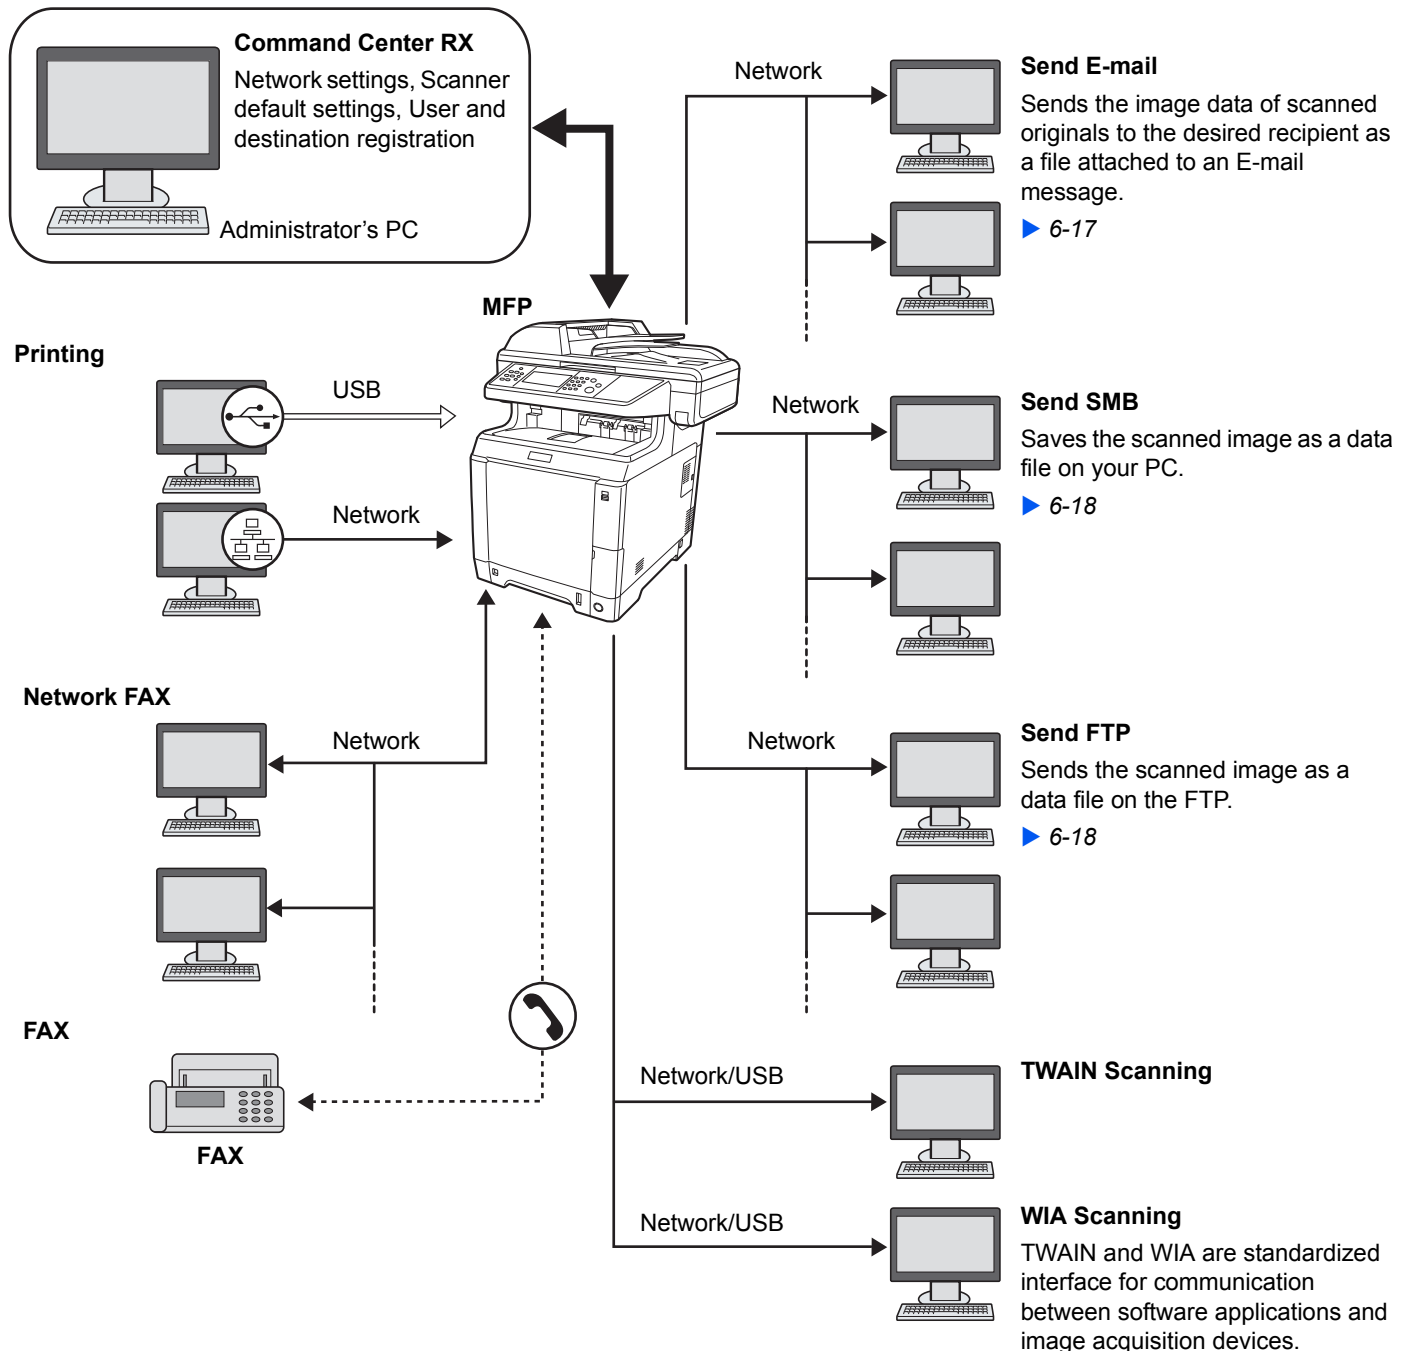 Command Center RX
Network settings, Scanner
default settings, User and
destination registration
Administrator's PC
MFP
Printing
USB
Network
Network FAX
Network
FAX
FAX
Network
Send E-mail
Sends the image data of scanned
originals to the desired recipient as
a file attached to an E-mail
message.
▶ 6-17
Network
Send SMB
Saves the scanned image as a data
file on your PC.
▶ 6-18
Network
Send FTP
Sends the scanned image as a
data file on the FTP.
▶ 6-18
Network/USB
TWAIN Scanning
Network/USB
WIA Scanning
TWAIN and WIA are standardized
interface for communication
between software applications and
image acquisition devices.